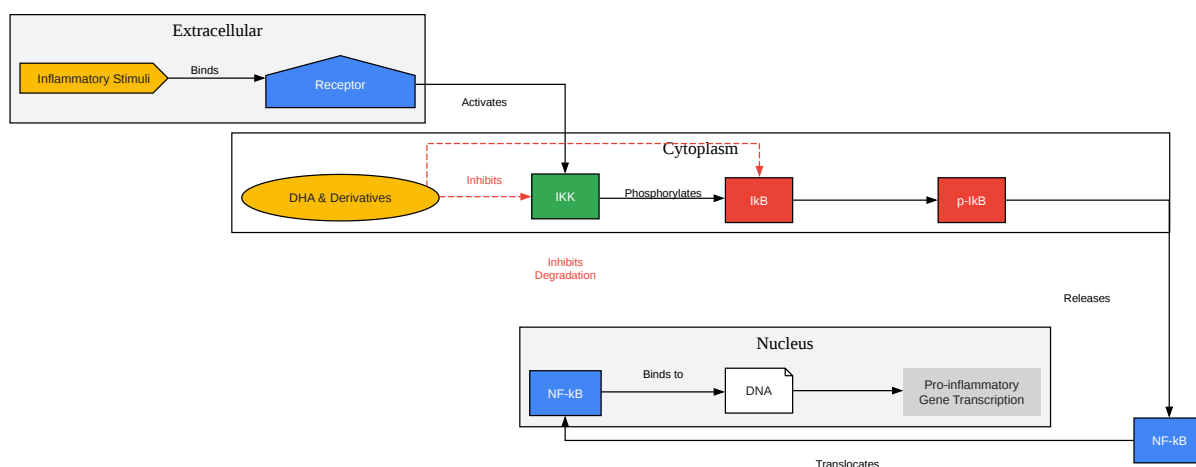 Extracellular
Inflammatory Stimuli
Binds
Receptor
Activates
Cytoplasm
DHA & Derivatives
Inhibits
IKK
Phosphorylates
IkB
p-IkB
Inhibits
Degradation
Releases
Nucleus
NF-kB
Binds to
DNA
Pro-inflammatory
Gene Transcription
NF-kB
Translocates